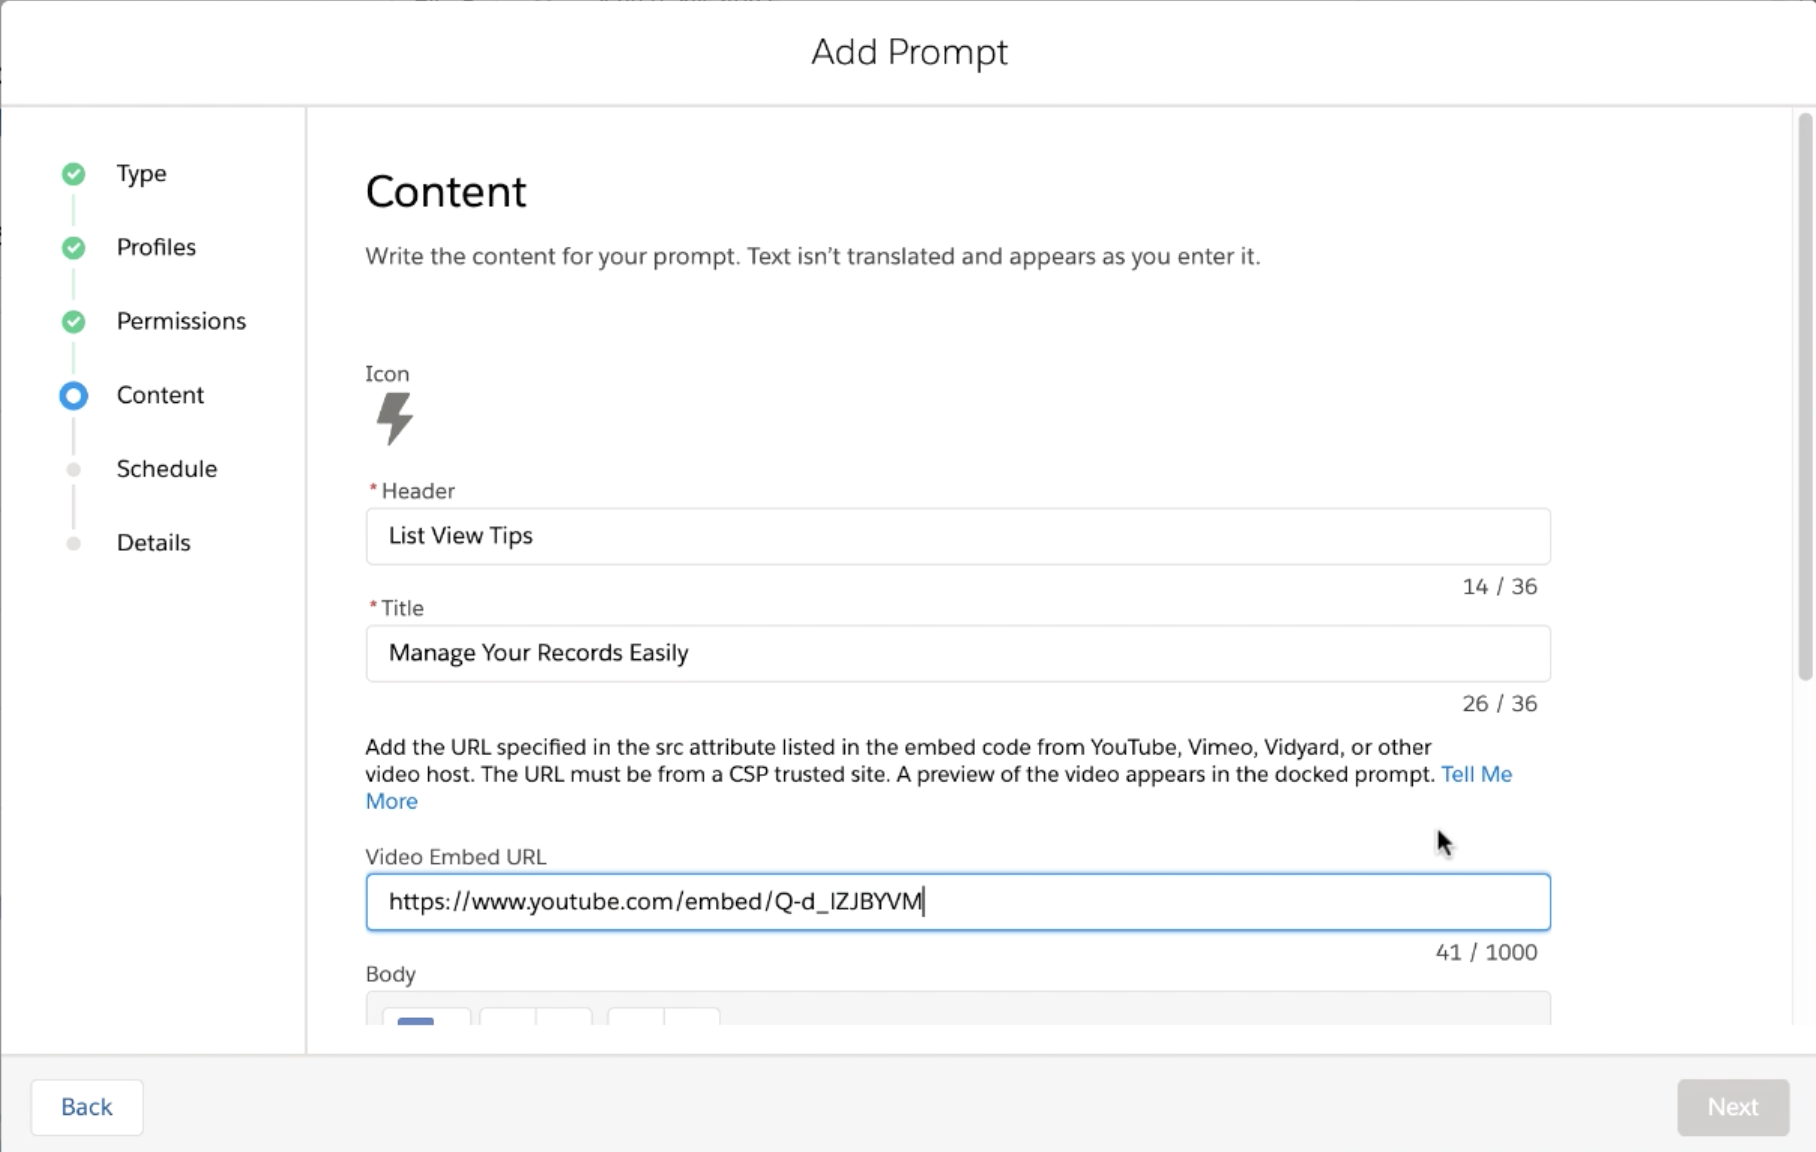 Add Prompt
Type
Profiles
Permissions
Content
Schedule
Details
Content
Write the content for your prompt. Text isn’t translated and appears as you enter it.
Icon
* Header
List View Tips
14 / 36
* Title
Manage Your Records Easily
26 / 36
Add the URL specified in the src attribute listed in the embed code from YouTube, Vimeo, Vidyard, or other
video host. The URL must be from a CSP trusted site. A preview of the video appears in the docked prompt. Tell Me
More
Video Embed URL
https://www.youtube.com/embed/Q-d_IZJBYVM
41 / 1000
Body
Back
Next